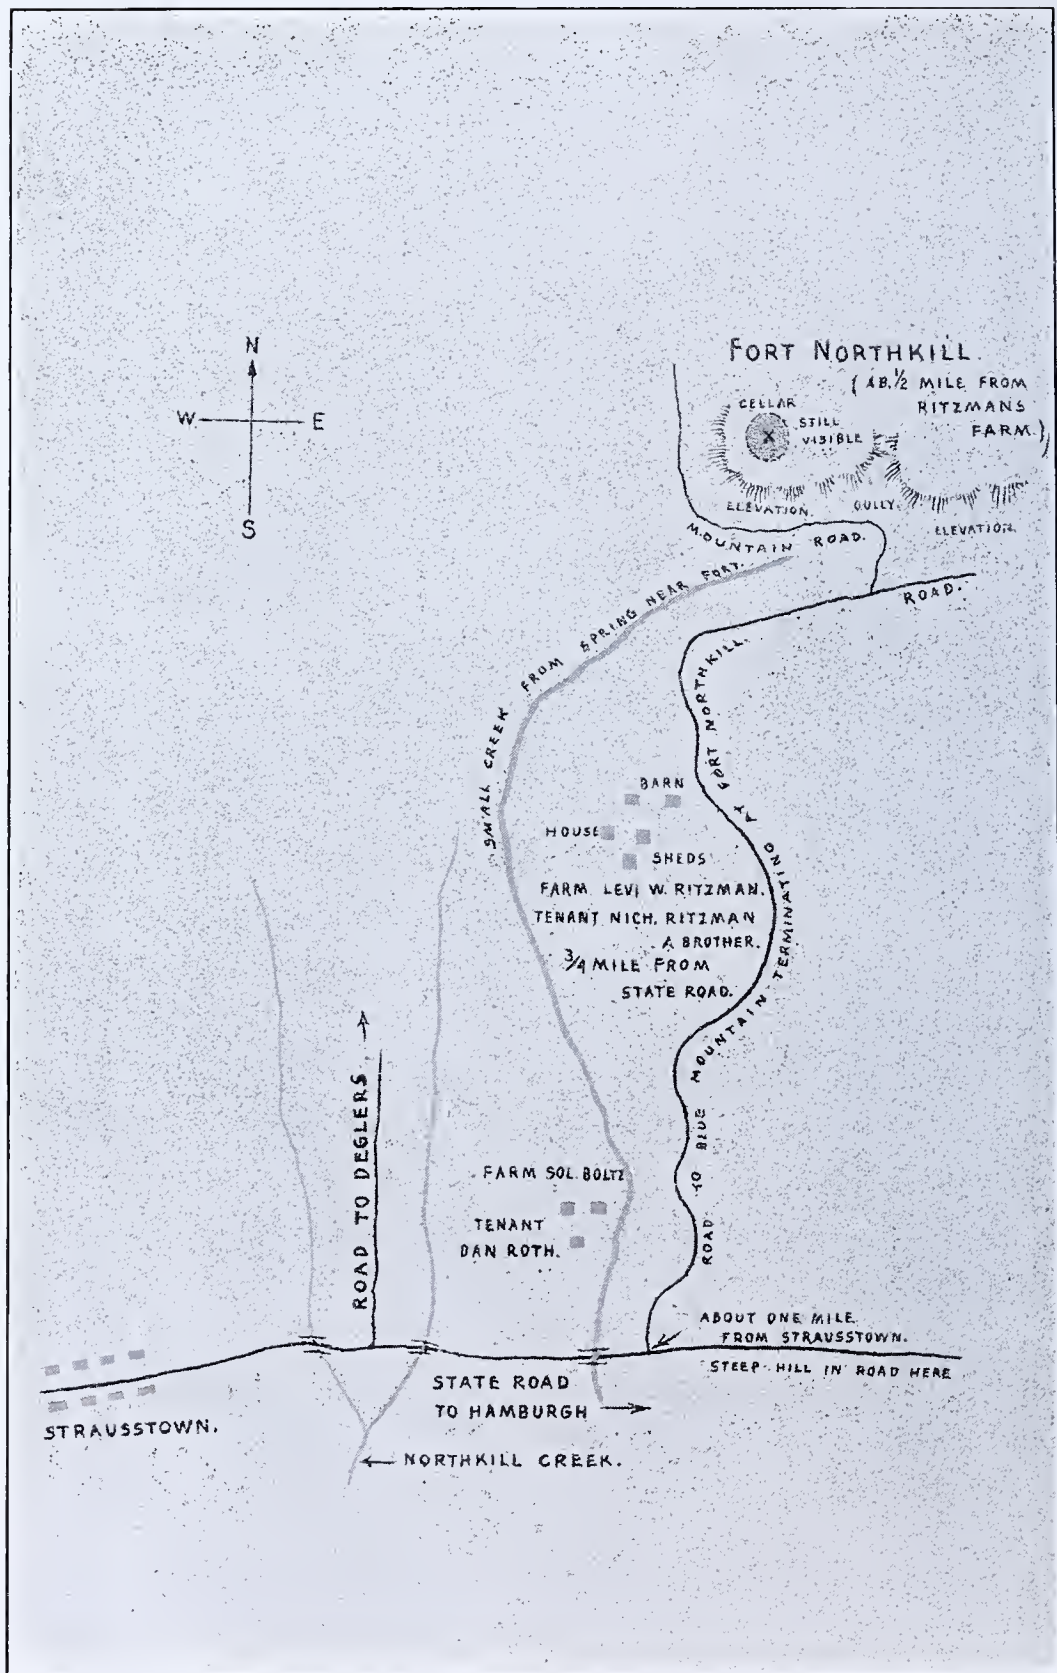 FORT NORTHKILL.
( AB. 1/2 MILE FROM
RITZMANS
FARM. )
N
W
E
S
CELLAR
STILL
VISIBLE
X
ELEVATION.
GULLY.
ELEVATION.
MOUNTAIN ROAD.
ROAD.
SMALL CREEK FROM SPRING NEAR FORT.
ROAD TO BLUE MOUNTAIN TERMINATING AT FORT NORTHKILL.
BARN
HOUSE
SHEDS
FARM LEVI W. RITZMAN.
TENANT NICH. RITZMAN
A BROTHER.
3/4 MILE FROM
STATE ROAD.
ROAD TO DEGLERS
FARM SOL. BOLTZ
TENANT
DAN ROTH.
ABOUT ONE MILE
FROM STRAUSSTOWN.
STEEP HILL IN ROAD HERE
STATE ROAD
TO HAMBURGH
STRAUSSTOWN.
NORTHKILL CREEK.